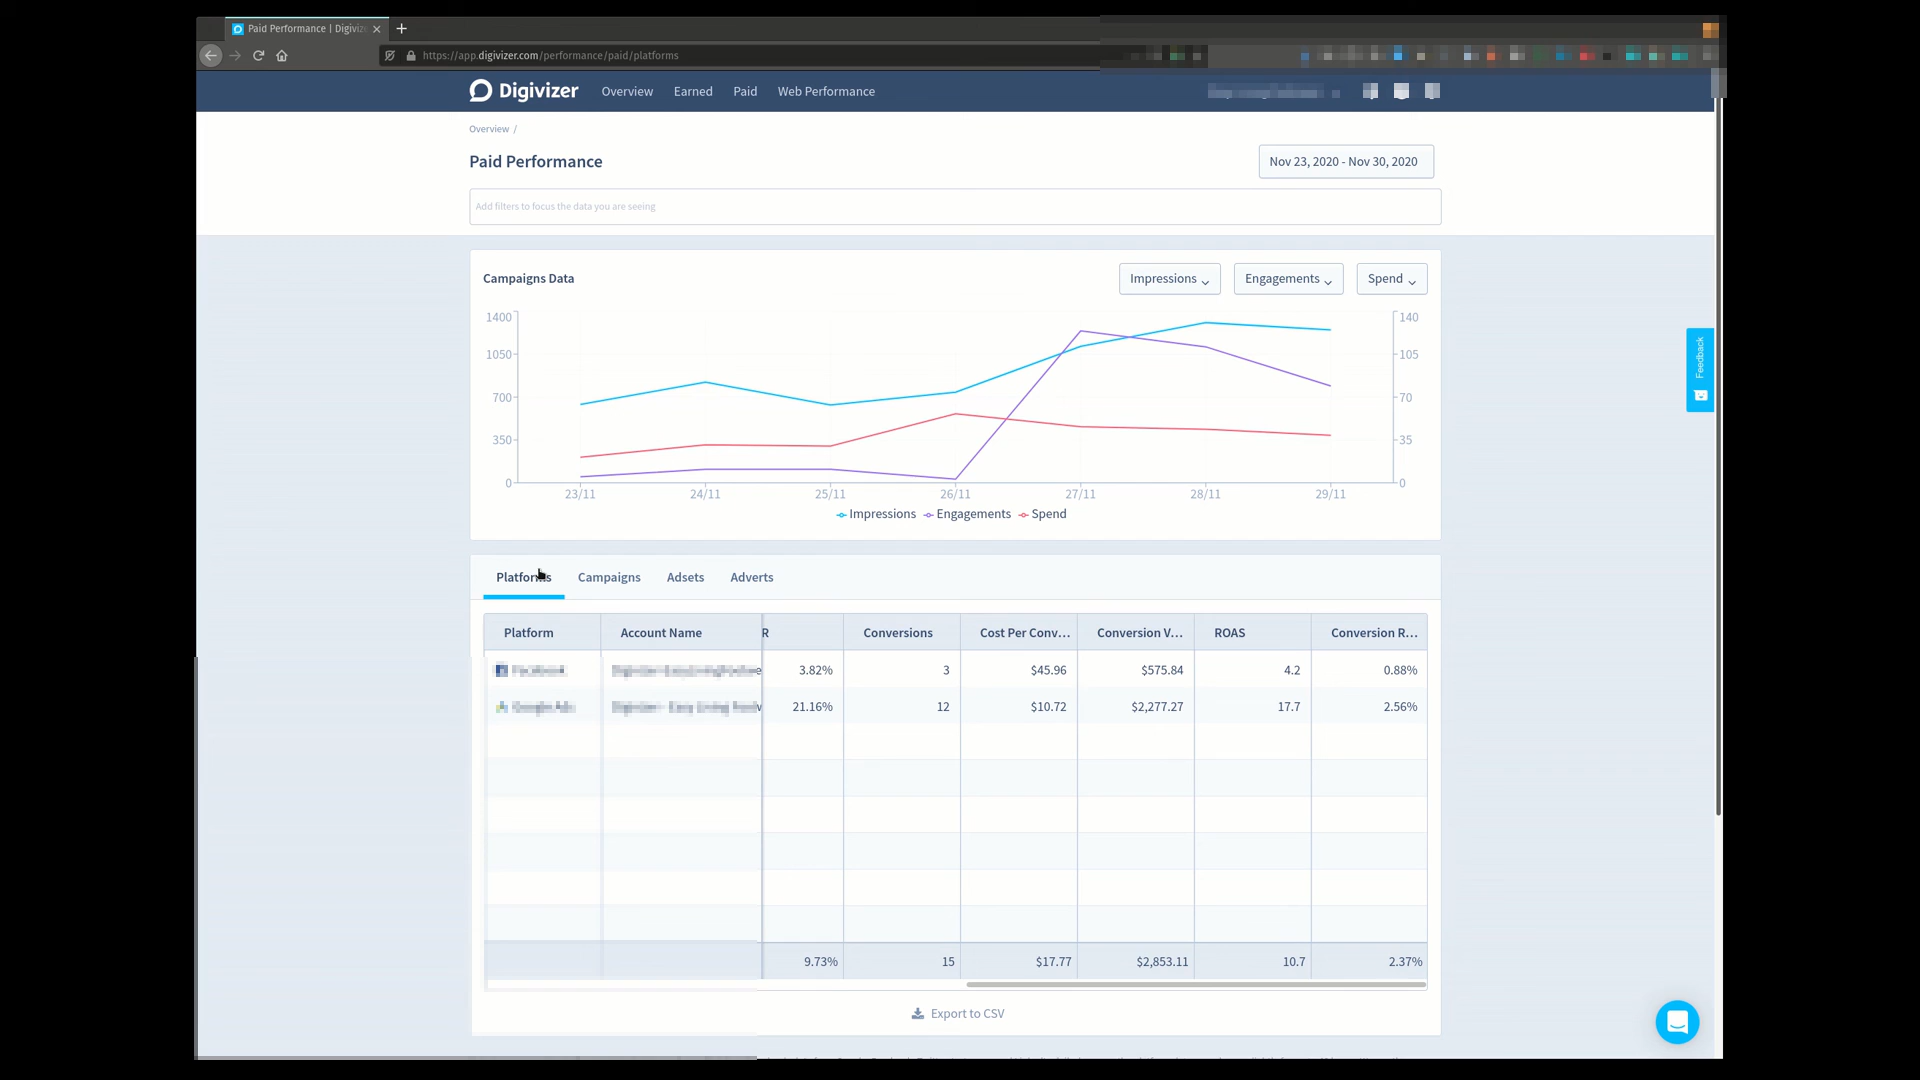 Paid Performance | Digiviz
https://app.digivizer.com/performance/paid/platforms
Digivizer Overview Earned Paid Web Performance
Overview /
Paid Performance
Nov 23, 2020 - Nov 30, 2020
Add filters to focus the data you are seeing
Campaigns Data
Impressions Engagements Spend
1400 140
1050 105
700 70
350 35
0 0
23/11 24/11 25/11 26/11 27/11 28/11 29/11
Impressions Engagements Spend
Feedback
Platforms Campaigns Adsets Adverts
Platform Account Name R Conversions Cost Per Conv... Conversion V... ROAS Conversion R...
3.82% 3 $45.96 $575.84 4.2 0.88%
21.16% 12 $10.72 $2,277.27 17.7 2.56%
9.73% 15 $17.77 $2,853.11 10.7 2.37%
Export to CSV